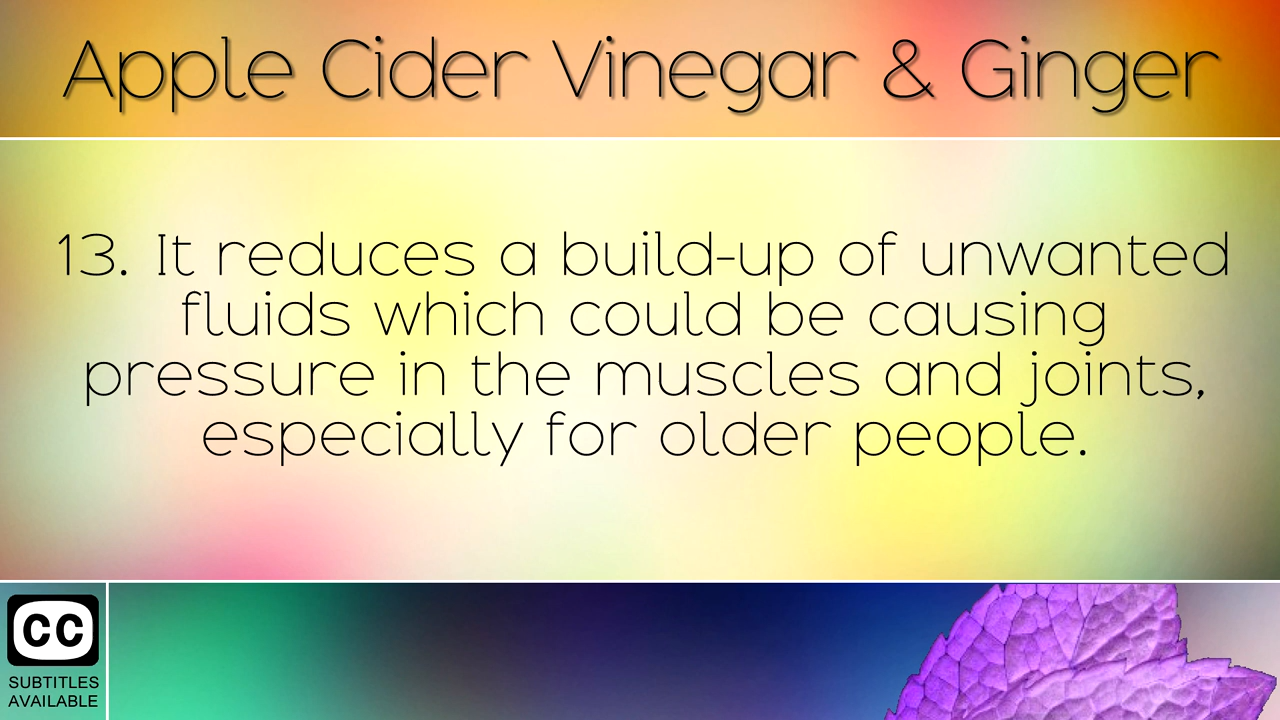 Apple Cider Vinegar & Ginger
13. It reduces a build-up of unwanted
fluids which could be causing
pressure in the muscles and joints,
especially for older people.
CC
SUBTITLES
AVAILABLE